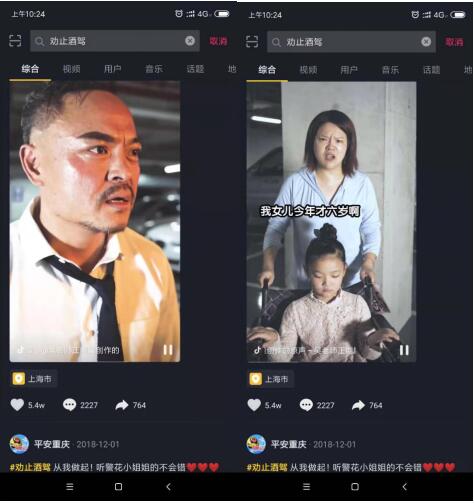 上午10:24
4G
劝止酒驾
取消
综合 视频 用户 音乐 话题 地
创作的
上海市
5.4w 2227 764
平安重庆 · 2018-12-01
#劝止酒驾 从我做起！听警花小姐姐的不会错❤❤❤
上午10:24
4G
劝止酒驾
取消
综合 视频 用户 音乐 话题 地
我女儿今年才六岁啊
上海市
5.4w 2227 764
平安重庆 · 2018-12-01
#劝止酒驾 从我做起！听警花小姐姐的不会错❤❤❤